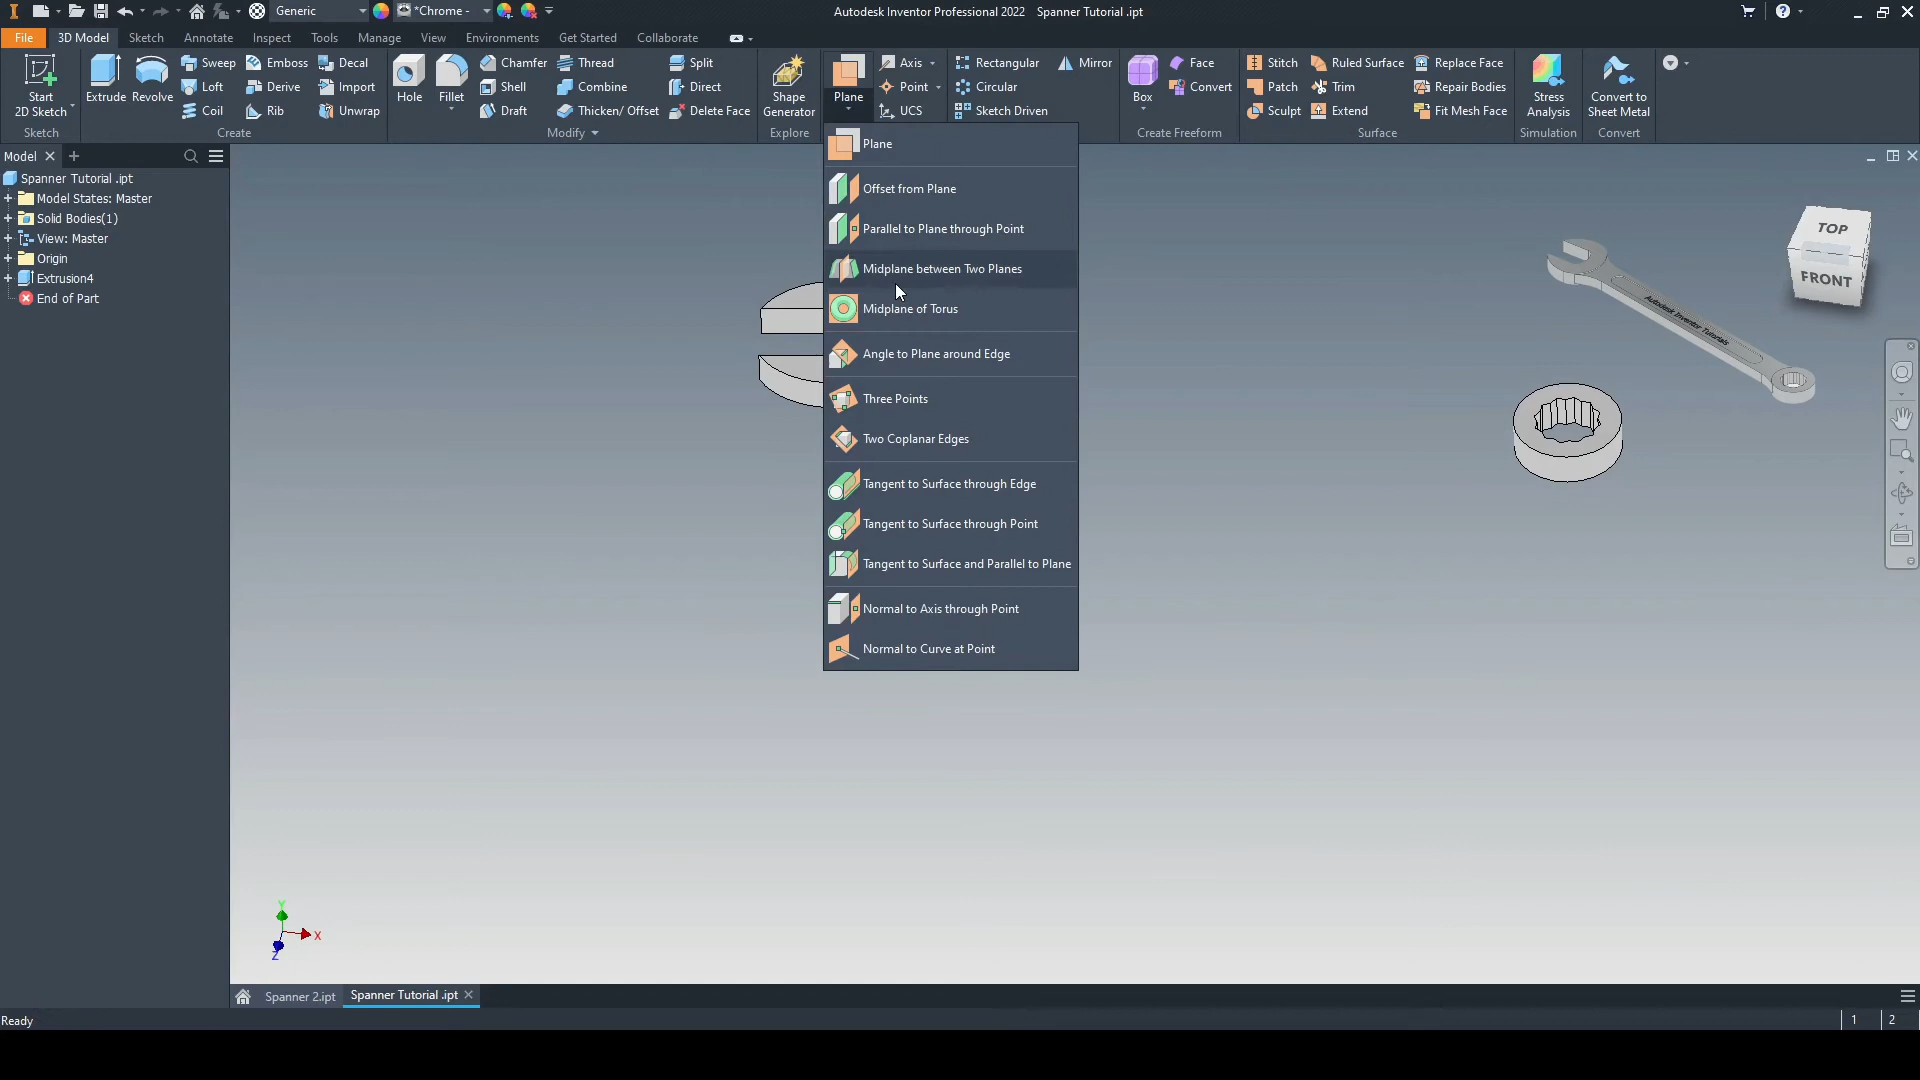 Generic
*Chrome -
Autodesk Inventor Professional 2022 Spanner Tutorial .ipt
File 3D Model Sketch Annotate Inspect Tools Manage View Environments Get Started Collaborate
Start
2D Sketch
Sketch
Extrude
Revolve
Sweep
Loft
Coil
Emboss
Derive
Rib
Decal
Import
Unwrap
Create
Hole
Fillet
Chamfer
Shell
Draft
Thread
Combine
Thicken/ Offset
Split
Direct
Delete Face
Modify
Shape
Generator
Explore
Plane
Axis
Point
UCS
Rectangular
Circular
Sketch Driven
Mirror
Box
Face
Convert
Create Freeform
Stitch
Patch
Sculpt
Ruled Surface
Trim
Extend
Replace Face
Repair Bodies
Fit Mesh Face
Surface
Stress
Analysis
Simulation
Convert to
Sheet Metal
Convert
Model
Spanner Tutorial .ipt
Model States: Master
Solid Bodies(1)
View: Master
Origin
Extrusion4
End of Part
Plane
Offset from Plane
Parallel to Plane through Point
Midplane between Two Planes
Midplane of Torus
Angle to Plane around Edge
Three Points
Two Coplanar Edges
Tangent to Surface through Edge
Tangent to Surface through Point
Tangent to Surface and Parallel to Plane
Normal to Axis through Point
Normal to Curve at Point
Autodesk Inventor Tutorials
TOP
FRONT
Y
X
Z
Spanner 2.ipt
Spanner Tutorial .ipt
Ready
1 2